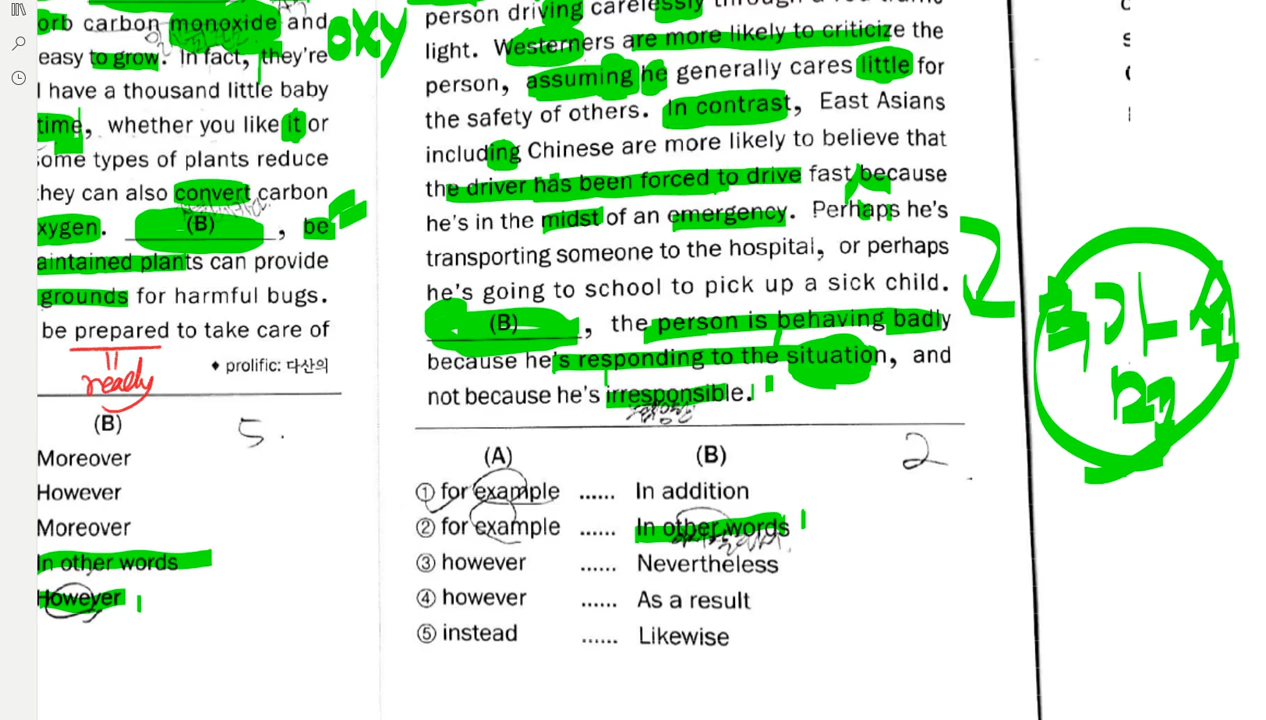 orb carbon monoxide and
easy to grow. In fact, they're
I have a thousand little baby
time, whether you like it or
some types of plants reduce
they can also convert carbon
xygen. (B) , be
aintained plants can provide
grounds for harmful bugs.
be prepared to take care of
ready
♦ prolific: 다산의
(B)
5.
Moreover
However
Moreover
In other words
However
oxy
person driving carelessly through a red traffic
light. Westerners are more likely to criticize the
person, assuming he generally cares little for
the safety of others. In contrast, East Asians
including Chinese are more likely to believe that
the driver has been forced to drive fast because
he's in the midst of an emergency. Perhaps he's
transporting someone to the hospital, or perhaps
he's going to school to pick up a sick child.
(B) , the person is behaving badly
because he's responding to the situation, and
not because he's irresponsible.
(A) (B)
2
① for example ...... In addition
② for example ...... In other words
③ however ...... Nevertheless
④ however ...... As a result
⑤ instead ...... Likewise
2